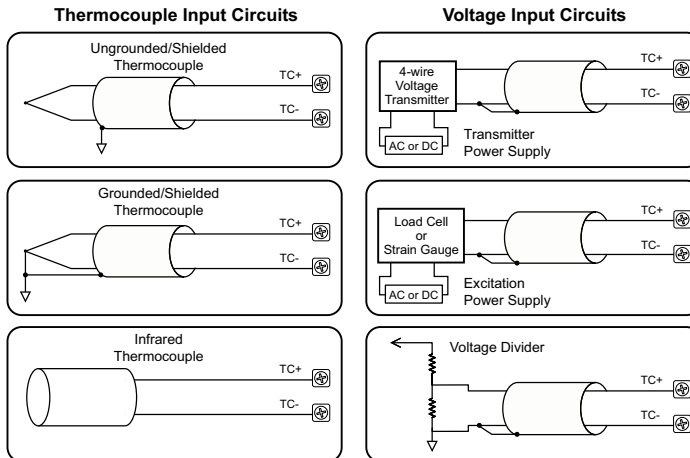 Thermocouple Input Circuits
Ungrounded/Shielded
Thermocouple
TC+
TC-
Grounded/Shielded
Thermocouple
TC+
TC-
Infrared
Thermocouple
TC+
TC-
Voltage Input Circuits
4-wire
Voltage
Transmitter
AC or DC
Transmitter
Power Supply
TC+
TC-
Load Cell
or
Strain Gauge
AC or DC
Excitation
Power Supply
TC+
TC-
Voltage Divider
TC+
TC-